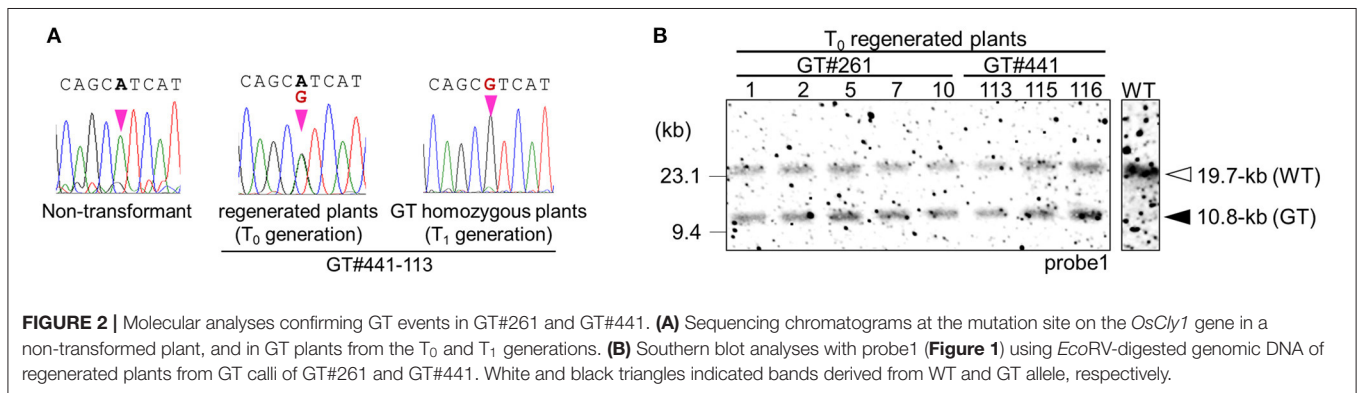 A
CAGCATCAT
Non-transformant
CAGCATCAT
G
regenerated plants
(T0 generation)
CAGCGTCAT
GT homozygous plants
(T1 generation)
GT#441-113
B
T0 regenerated plants
GT#261 GT#441
1 2 5 7 10 113 115 116 WT
(kb)
23.1
9.4
19.7-kb (WT)
10.8-kb (GT)
probe1
FIGURE 2 | Molecular analyses confirming GT events in GT#261 and GT#441. (A) Sequencing chromatograms at the mutation site on the OsCly1 gene in a
non-transformed plant, and in GT plants from the T0 and T1 generations. (B) Southern blot analyses with probe1 (Figure 1) using EcoRV-digested genomic DNA of
regenerated plants from GT calli of GT#261 and GT#441. White and black triangles indicated bands derived from WT and GT allele, respectively.